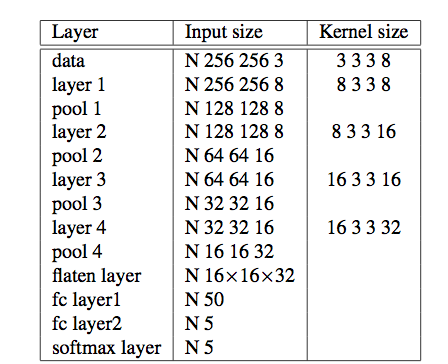 Layer Input size Kernel size
data N 256 256 3 3 3 3 8
layer 1 N 256 256 8 8 3 3 8
pool 1 N 128 128 8
layer 2 N 128 128 8 8 3 3 16
pool 2 N 64 64 16
layer 3 N 64 64 16 16 3 3 16
pool 3 N 32 32 16
layer 4 N 32 32 16 16 3 3 32
pool 4 N 16 16 32
flaten layer N 16×16×32
fc layer1 N 50
fc layer2 N 5
softmax layer N 5